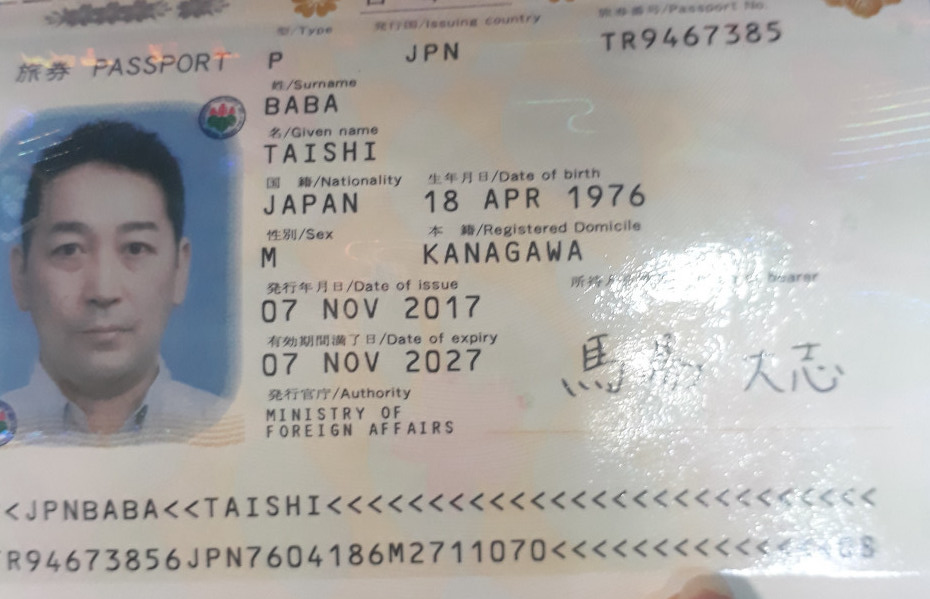 型/Type 発行国/Issuing country 旅券番号/Passport No.
旅券 PASSPORT P JPN TR9467385
姓/Surname
BABA
名/Given name
TAISHI
国 籍/Nationality 生年月日/Date of birth
JAPAN 18 APR 1976
性別/Sex 本 籍/Registered Domicile
M KANAGAWA
発行年月日/Date of issue 所持人 bearer
07 NOV 2017
有効期間満了日/Date of expiry
07 NOV 2027 馬 大志
発行官庁/Authority
MINISTRY OF
FOREIGN AFFAIRS
<JPNBABA<<TAISHI<<<<<<<<<<<<<<<<<<<<<<<<<<<<
R94673856JPN7604186M2711070<<<<<<<<<<<<<<